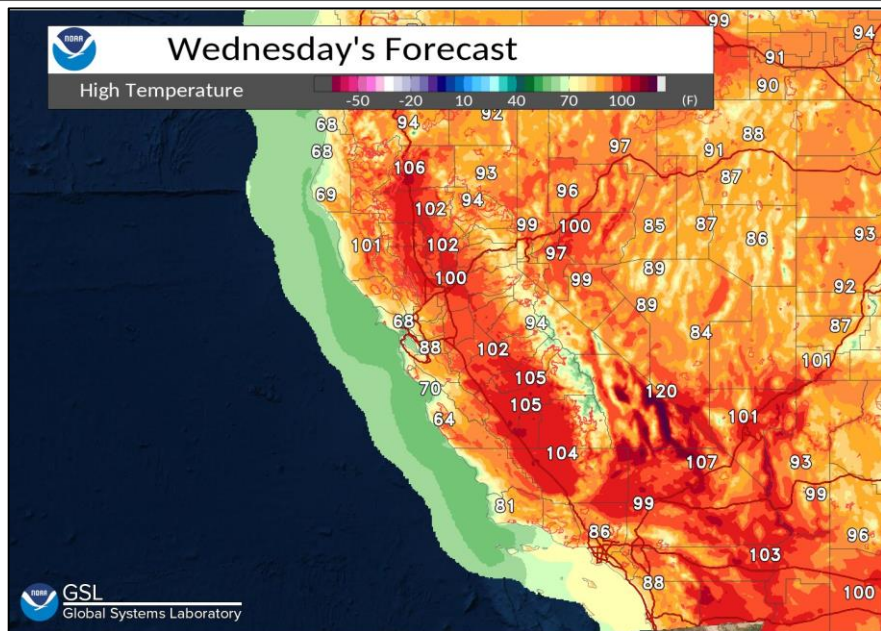 NOAA
Wednesday's Forecast
High Temperature
-50 -20 10 40 70 100 (F)
99
94
91
90
68 94 92
88
68
97 91
106 93 87
69 96
94
102
99 100 85 87 86 93
101 102 97
100 99 89
92
89
68 94 84 87
88 102
101
105
70 120
105
64 101
104 107 93
99
81 99
86 96
103
88
100
NOAA GSL
Global Systems Laboratory